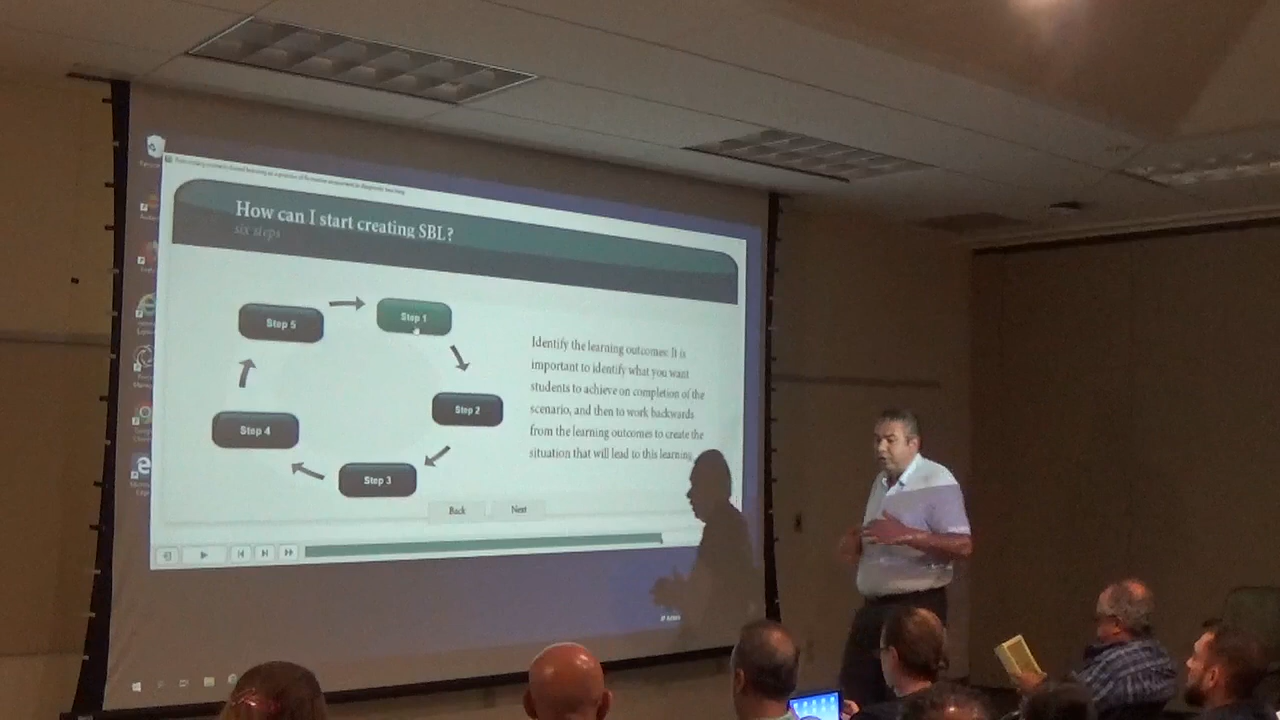 How can I start creating SBL?
six steps
Step 5
Step 1
Step 2
Step 4
Step 3
Identify the learning outcomes: It is
important to identify what you want
students to achieve on completion of the
scenario, and then to work backwards
from the learning outcomes to create the
situation that will lead to this learning
Back
Next